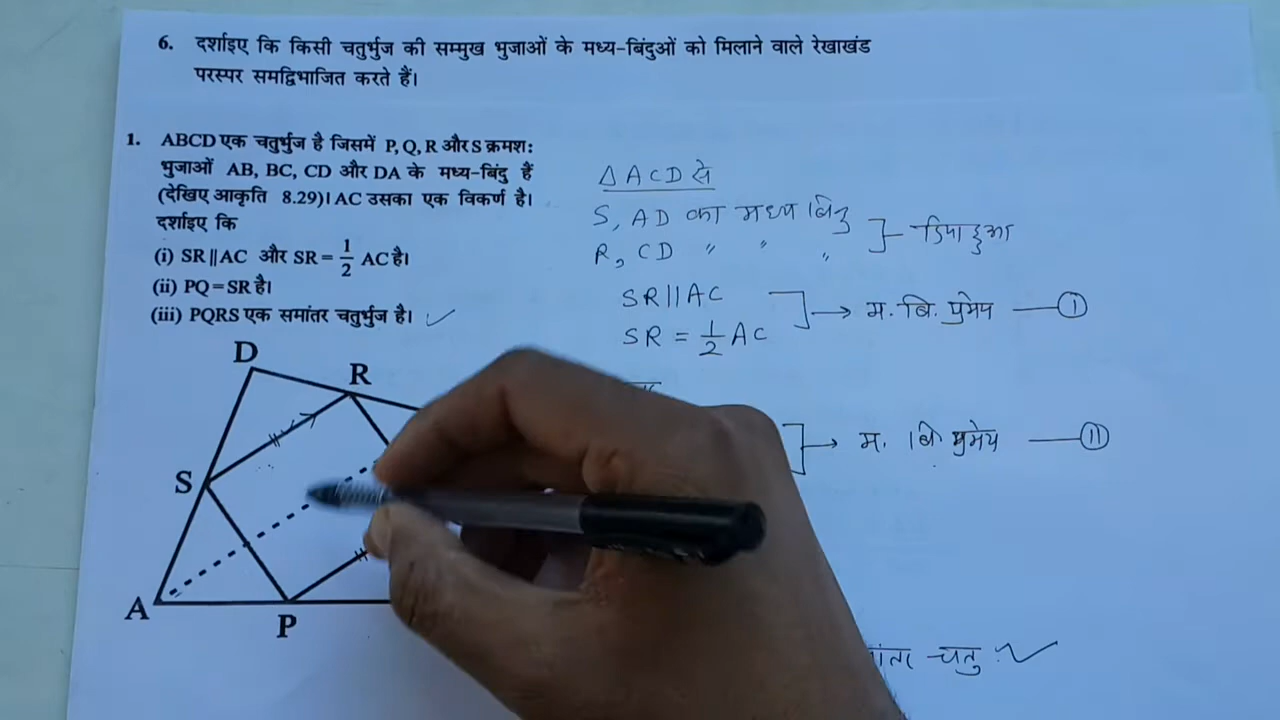 6. दर्शाइए कि किसी चतुर्भुज की सम्मुख भुजाओं के मध्य-बिंदुओं को मिलाने वाले रेखाखंड
परस्पर समद्विभाजित करते हैं।
1. ABCD एक चतुर्भुज है जिसमें P, Q, R और S क्रमशः
भुजाओं AB, BC, CD और DA के मध्य-बिंदु हैं
(देखिए आकृति 8.29)। AC उसका एक विकर्ण है।
दर्शाइए कि
(i) SR || AC और SR = 1/2 AC है।
(ii) PQ = SR है।
(iii) PQRS एक समांतर चतुर्भुज है।
D
R
S
A
P
Δ ACD से
S, AD का मध्य बिन्दु
R, CD " " "
दिया हुआ
SR || AC
SR = 1/2 AC
म. बि. प्रमेय — I
म. बि प्रमेय — II
चतु.